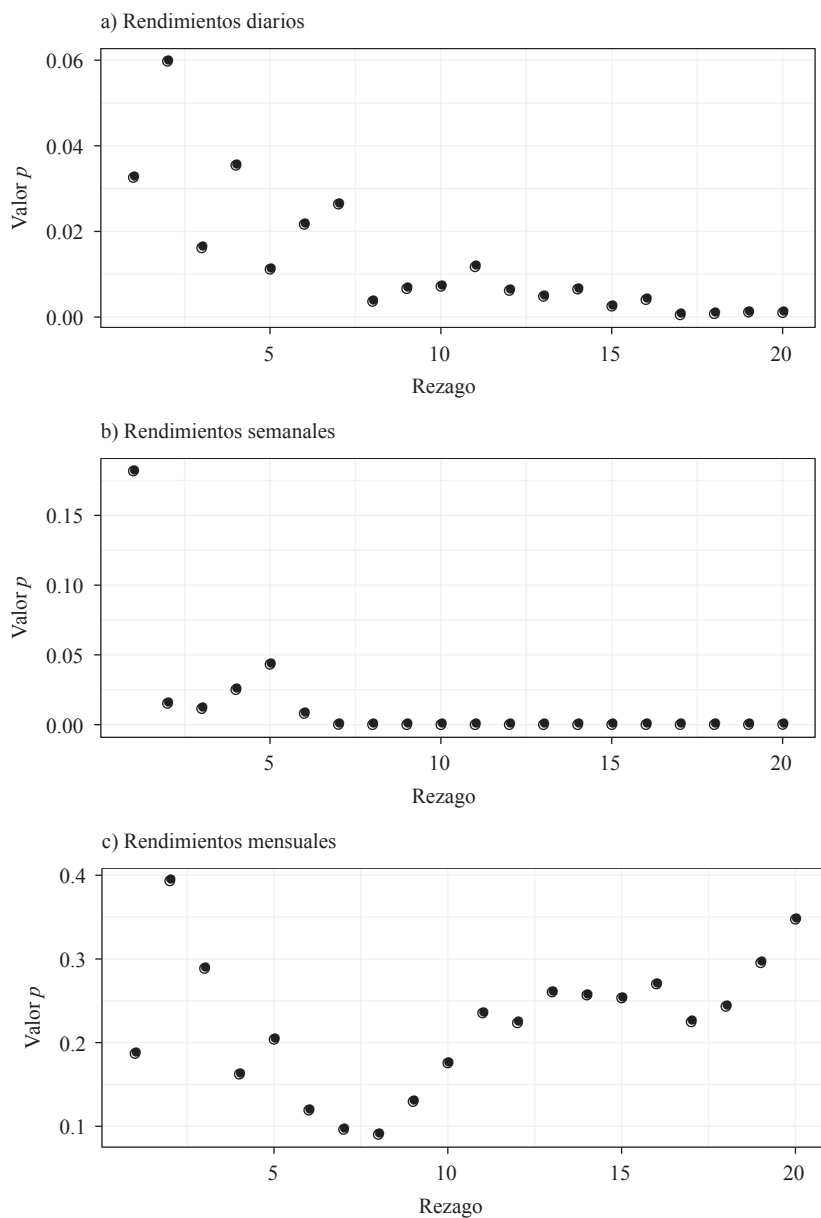 a) Rendimientos diarios
0.06
0.04
0.02
0.00
Valor p
5
10
15
20
Rezago
b) Rendimientos semanales
0.15
0.10
0.05
0.00
Valor p
5
10
15
20
Rezago
c) Rendimientos mensuales
0.4
0.3
0.2
0.1
Valor p
5
10
15
20
Rezago